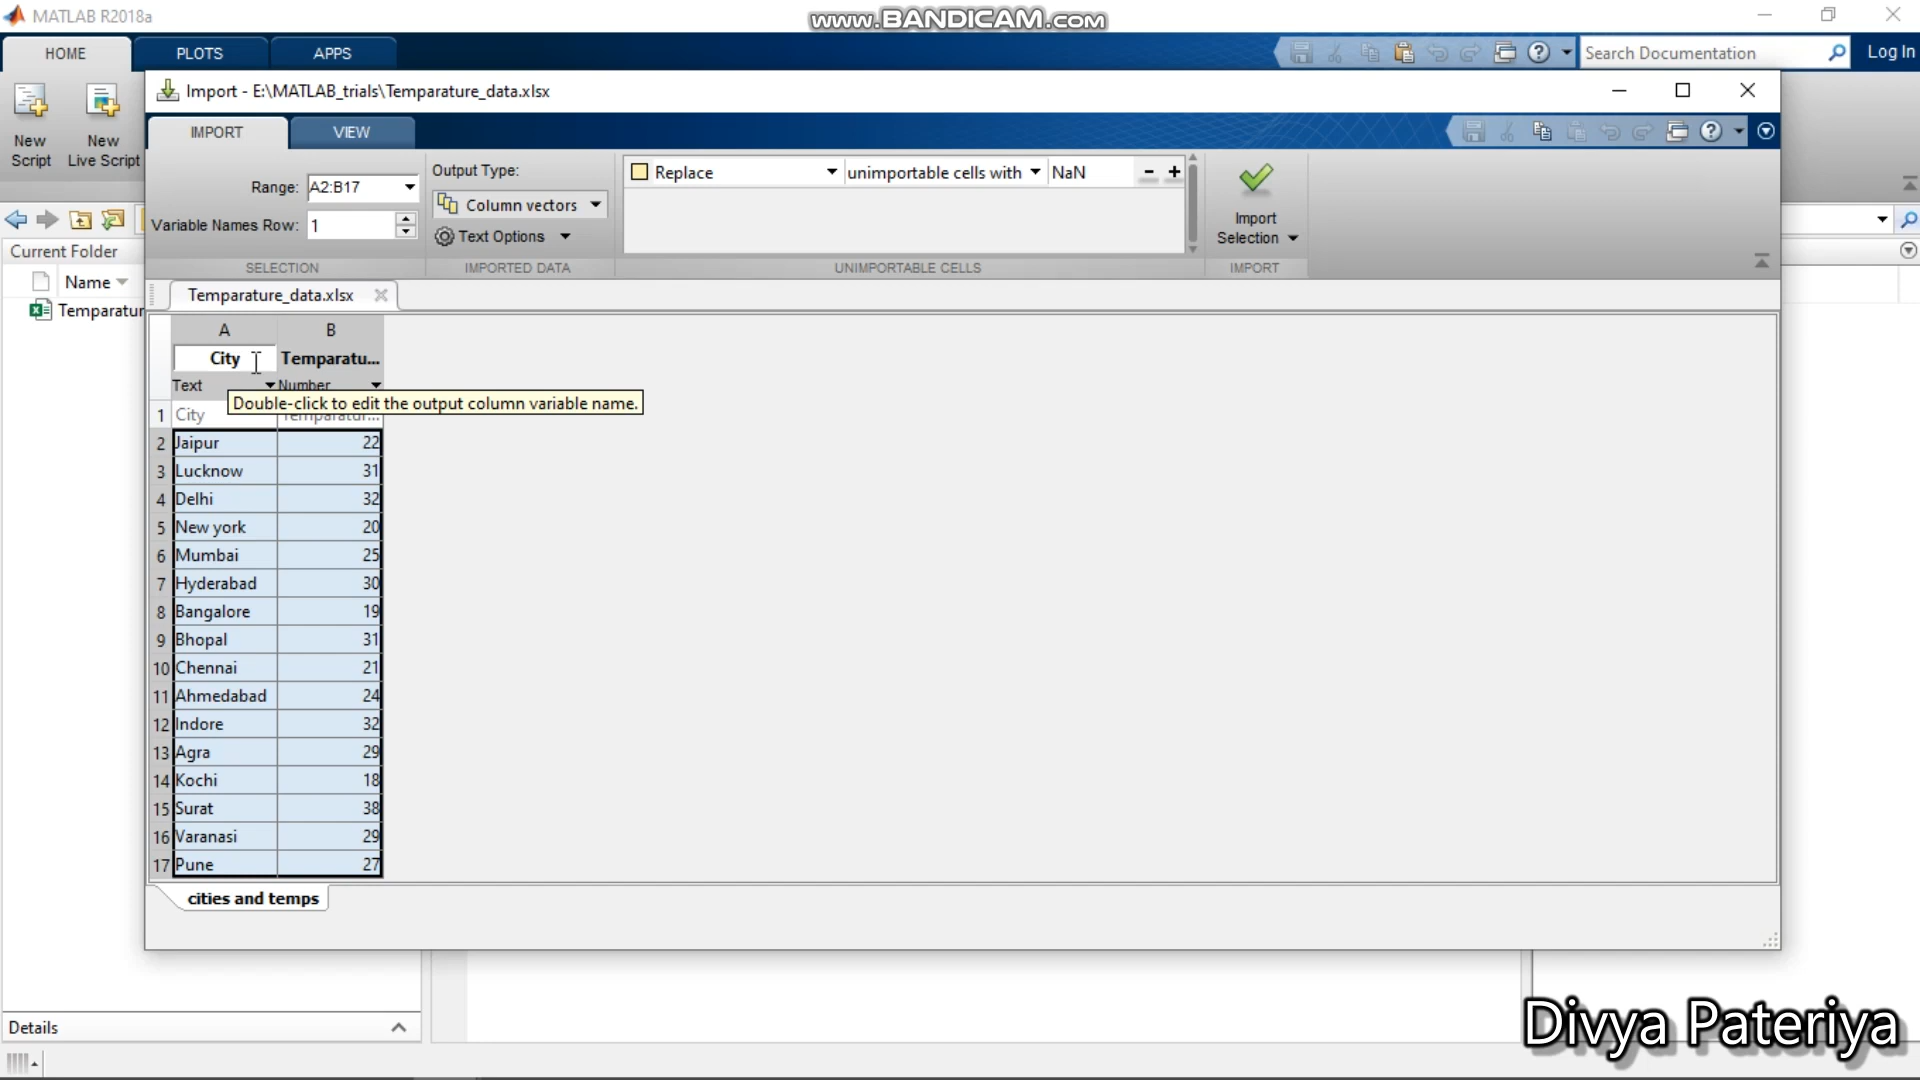 MATLAB R2018a
www.BANDICAM.com
HOME
PLOTS
APPS
Search Documentation
Log In
New
Script
New
Live Script
Import - E:\MATLAB_trials\Temparature_data.xlsx
IMPORT
VIEW
Range: A2:B17
Variable Names Row: 1
SELECTION
Output Type:
Column vectors
Text Options
IMPORTED DATA
Replace unimportable cells with NaN
UNIMPORTABLE CELLS
Import
Selection
IMPORT
Current Folder
Name
Temparatur
Temparature_data.xlsx
A B
City Temparatu...
Text Number
Double-click to edit the output column variable name.
1 City Temparatur...
2 Jaipur 22
3 Lucknow 31
4 Delhi 32
5 New york 20
6 Mumbai 25
7 Hyderabad 30
8 Bangalore 19
9 Bhopal 31
10 Chennai 21
11 Ahmedabad 24
12 Indore 32
13 Agra 29
14 Kochi 18
15 Surat 38
16 Varanasi 29
17 Pune 27
cities and temps
Details
Divya Pateriya